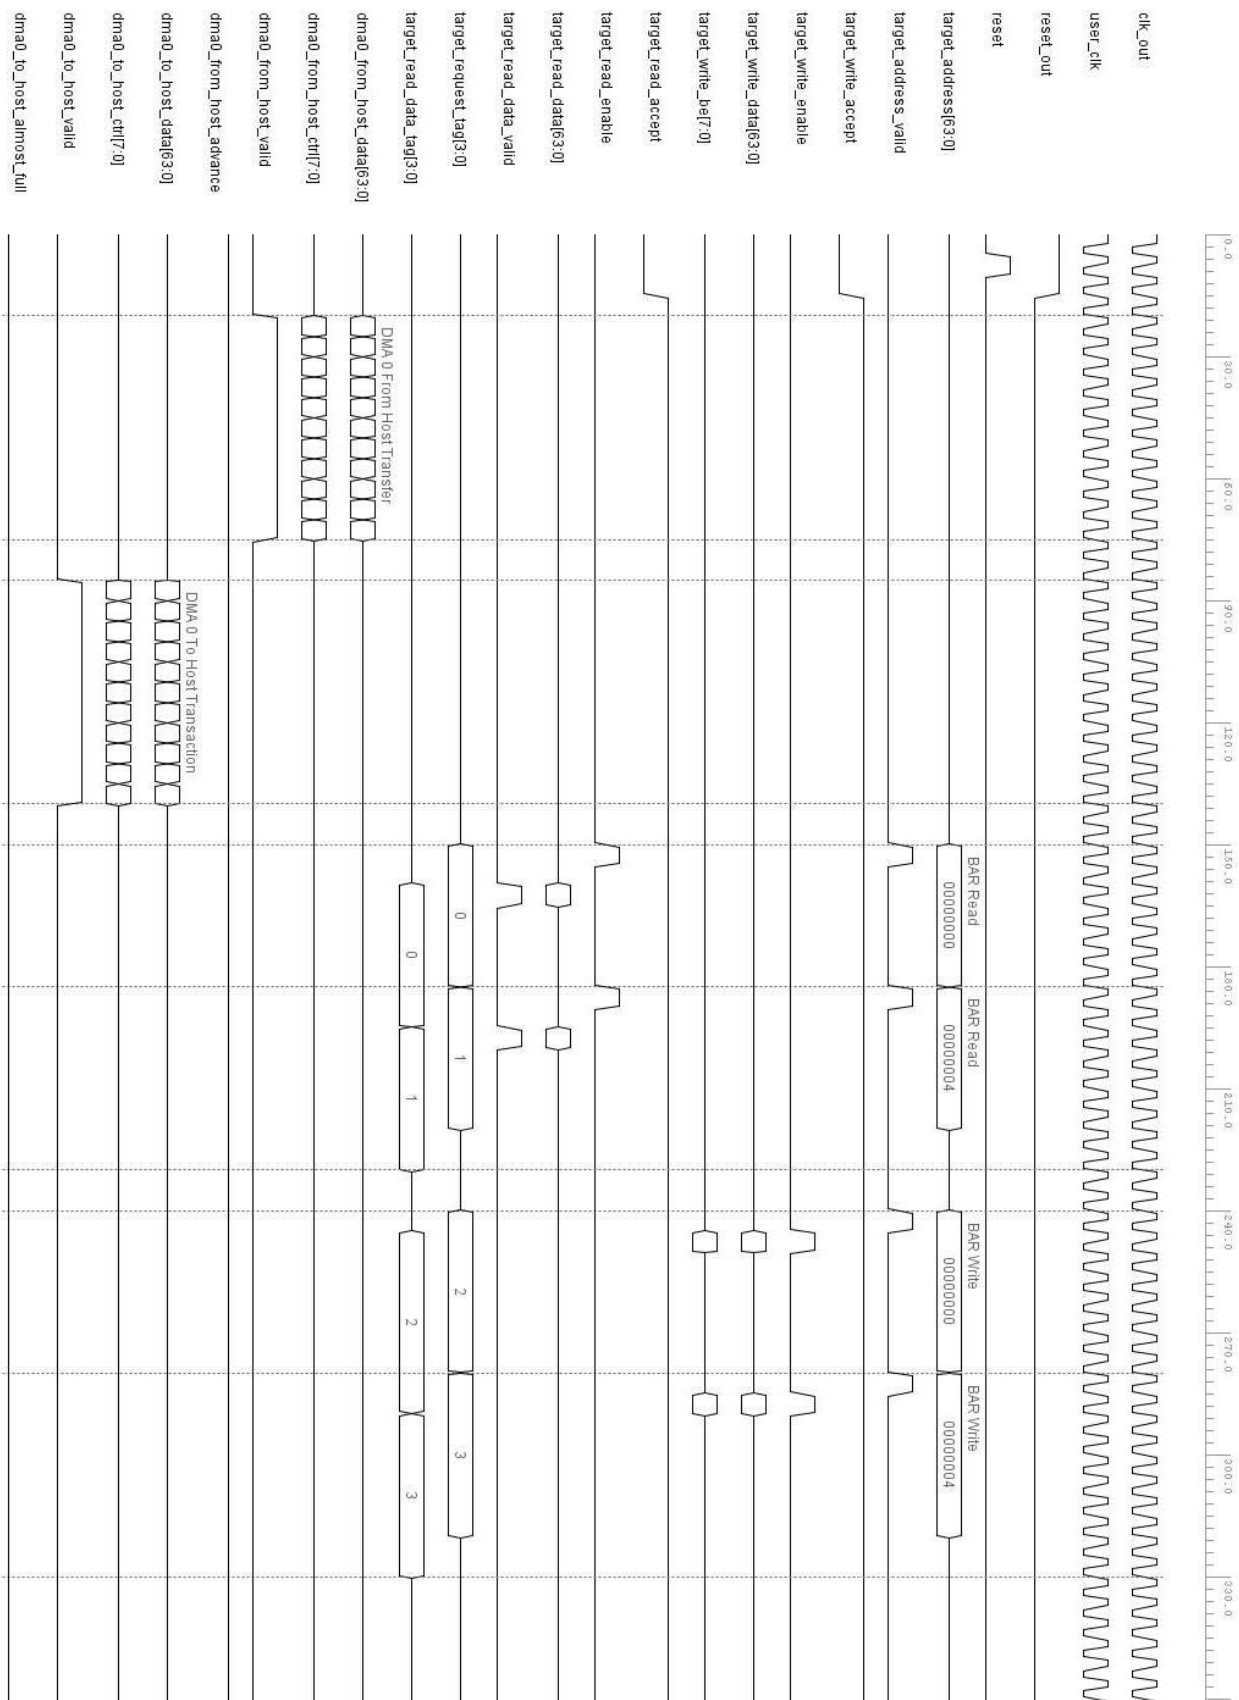 0.0 30.0 60.0 90.0 120.0 150.0 180.0 210.0 240.0 270.0 300.0 330.0
clk_out
user_clk
reset_out
reset
BAR Read BAR Read BAR Write BAR Write
target_address[63:0] 00000000 00000004 00000000 00000004
target_address_valid
target_write_accept
target_write_enable
target_write_data[63:0]
target_write_be[7:0]
target_read_accept
target_read_enable
target_read_data[63:0]
target_read_data_valid
target_request_tag[3:0] 0 1 2 3
target_read_data_tag[3:0] 0 1 2 3
DMA 0 From Host Transfer
dma0_from_host_data[63:0]
dma0_from_host_ctrl[7:0]
dma0_from_host_valid
dma0_from_host_advance
DMA 0 To Host Transaction
dma0_to_host_data[63:0]
dma0_to_host_ctrl[7:0]
dma0_to_host_valid
dma0_to_host_almost_full